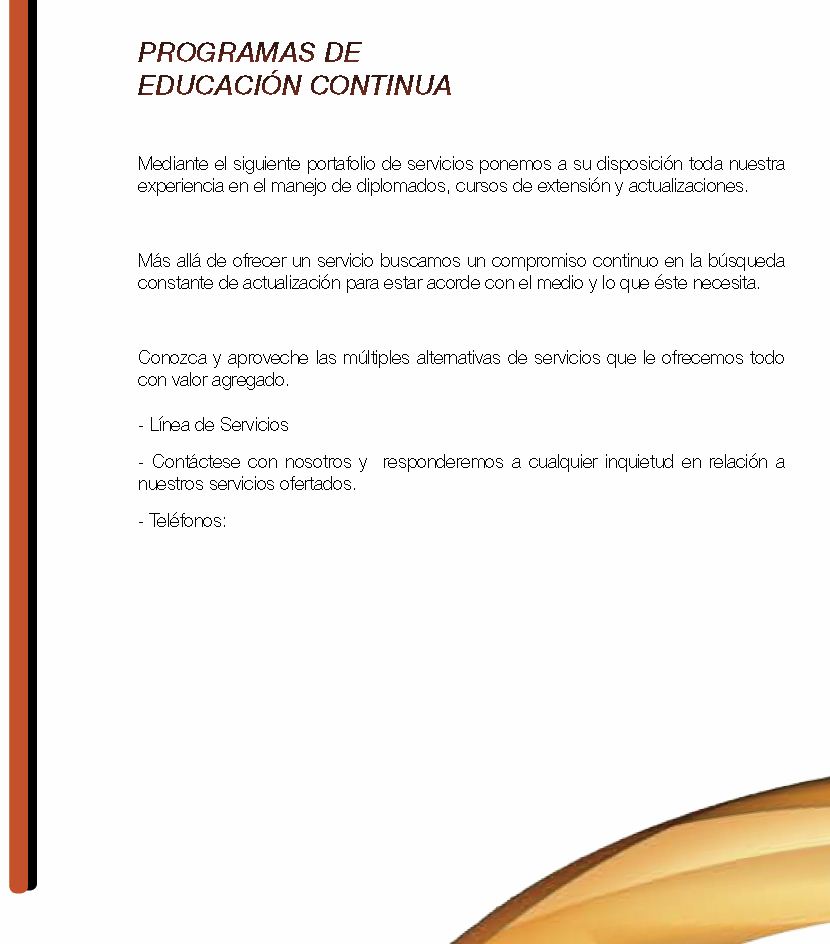 PROGRAMAS DE
EDUCACIÓN CONTINUA
Mediante el siguiente portafolio de servicios ponemos a su disposición toda nuestra
experiencia en el manejo de diplomados, cursos de extensión y actualizaciones.
Más allá de ofrecer un servicio buscamos un compromiso continuo en la búsqueda
constante de actualización para estar acorde con el medio y lo que éste necesita.
Conozca y aproveche las múltiples alternativas de servicios que le ofrecemos todo
con valor agregado.
- Línea de Servicios
- Contáctese con nosotros y responderemos a cualquier inquietud en relación a
nuestros servicios ofertados.
- Teléfonos: